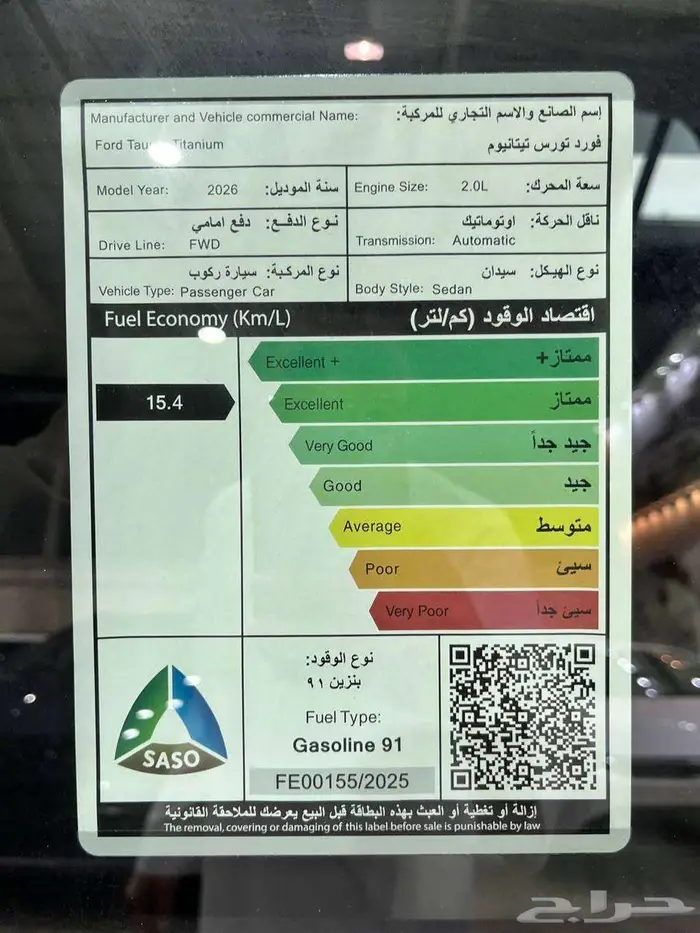 Manufacturer and Vehicle commercial Name: إسم الصانع والاسم التجاري للمركبة:
Ford Titanium فورد تورس تيتانيوم
Model Year: 2026 سنة الموديل:
Engine Size: 2.0L سعة المحرك:
نوع الدفع: دفع امامي
Drive Line: FWD
ناقل الحركة: اوتوماتيك
Transmission: Automatic
نوع المركبة: سيارة ركوب
Vehicle Type: Passenger Car
نوع الهيكل: سيدان
Body Style: Sedan
Fuel Economy (Km/L) اقتصاد الوقود (كم/لتر)
Excellent + ممتاز+
15.4
Excellent ممتاز
Very Good جيد جداً
Good جيد
Average متوسط
Poor سيئ
Very Poor سيئ جداً
SASO
نوع الوقود:
بنزين ٩١
Fuel Type:
Gasoline 91
FE00155/2025
إزالة أو تغطية أو العبث بهذه البطاقة قبل البيع يعرضك للملاحقة القانونية
The removal, covering or damaging of this label before sale is punishable by law
حراج